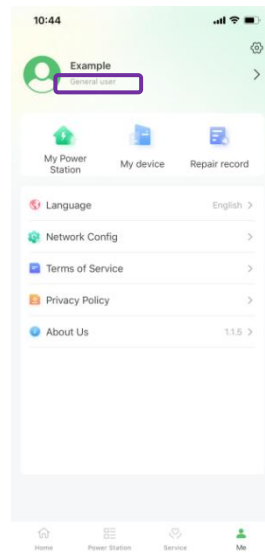 10:44
Example
General user
My Power
Station
My device
Repair record
Language
English
Network Config
Terms of Service
Privacy Policy
About Us
1.1.5
Home
Power Station
Service
Me